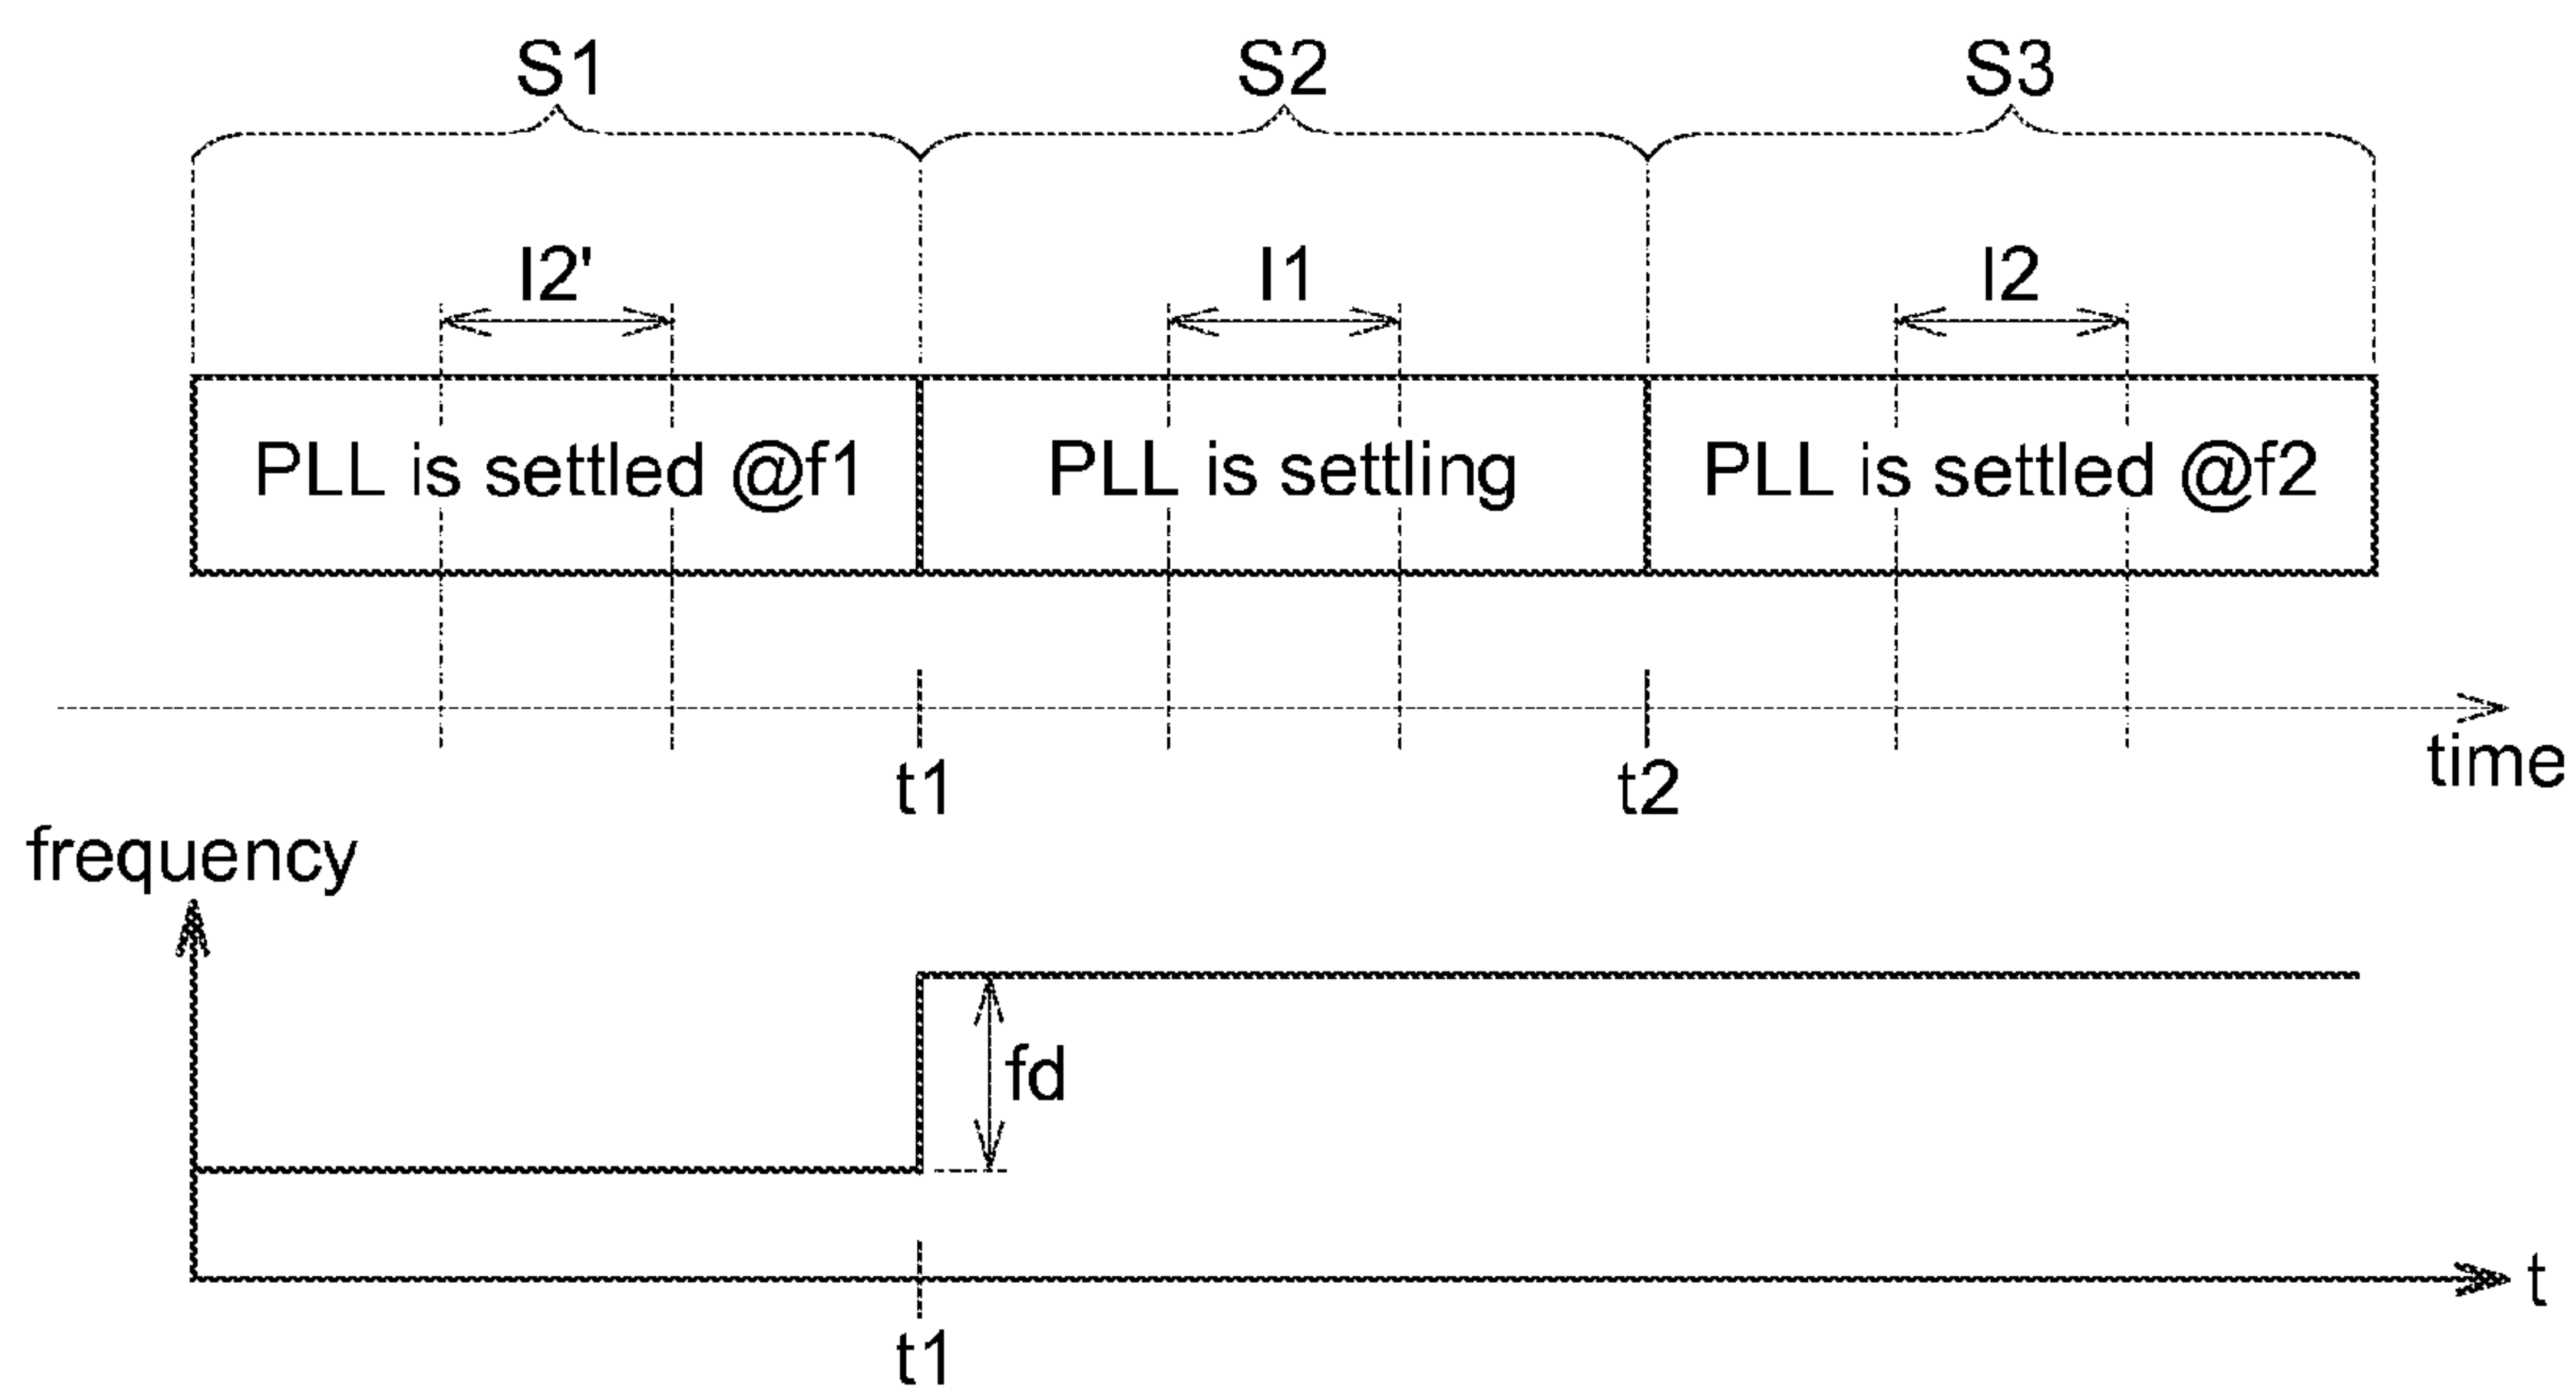 S1 S2 S3
I2' I1 I2
PLL is settled @f1 PLL is settling PLL is settled @f2
t1 t2 time
frequency
fd
t
t1